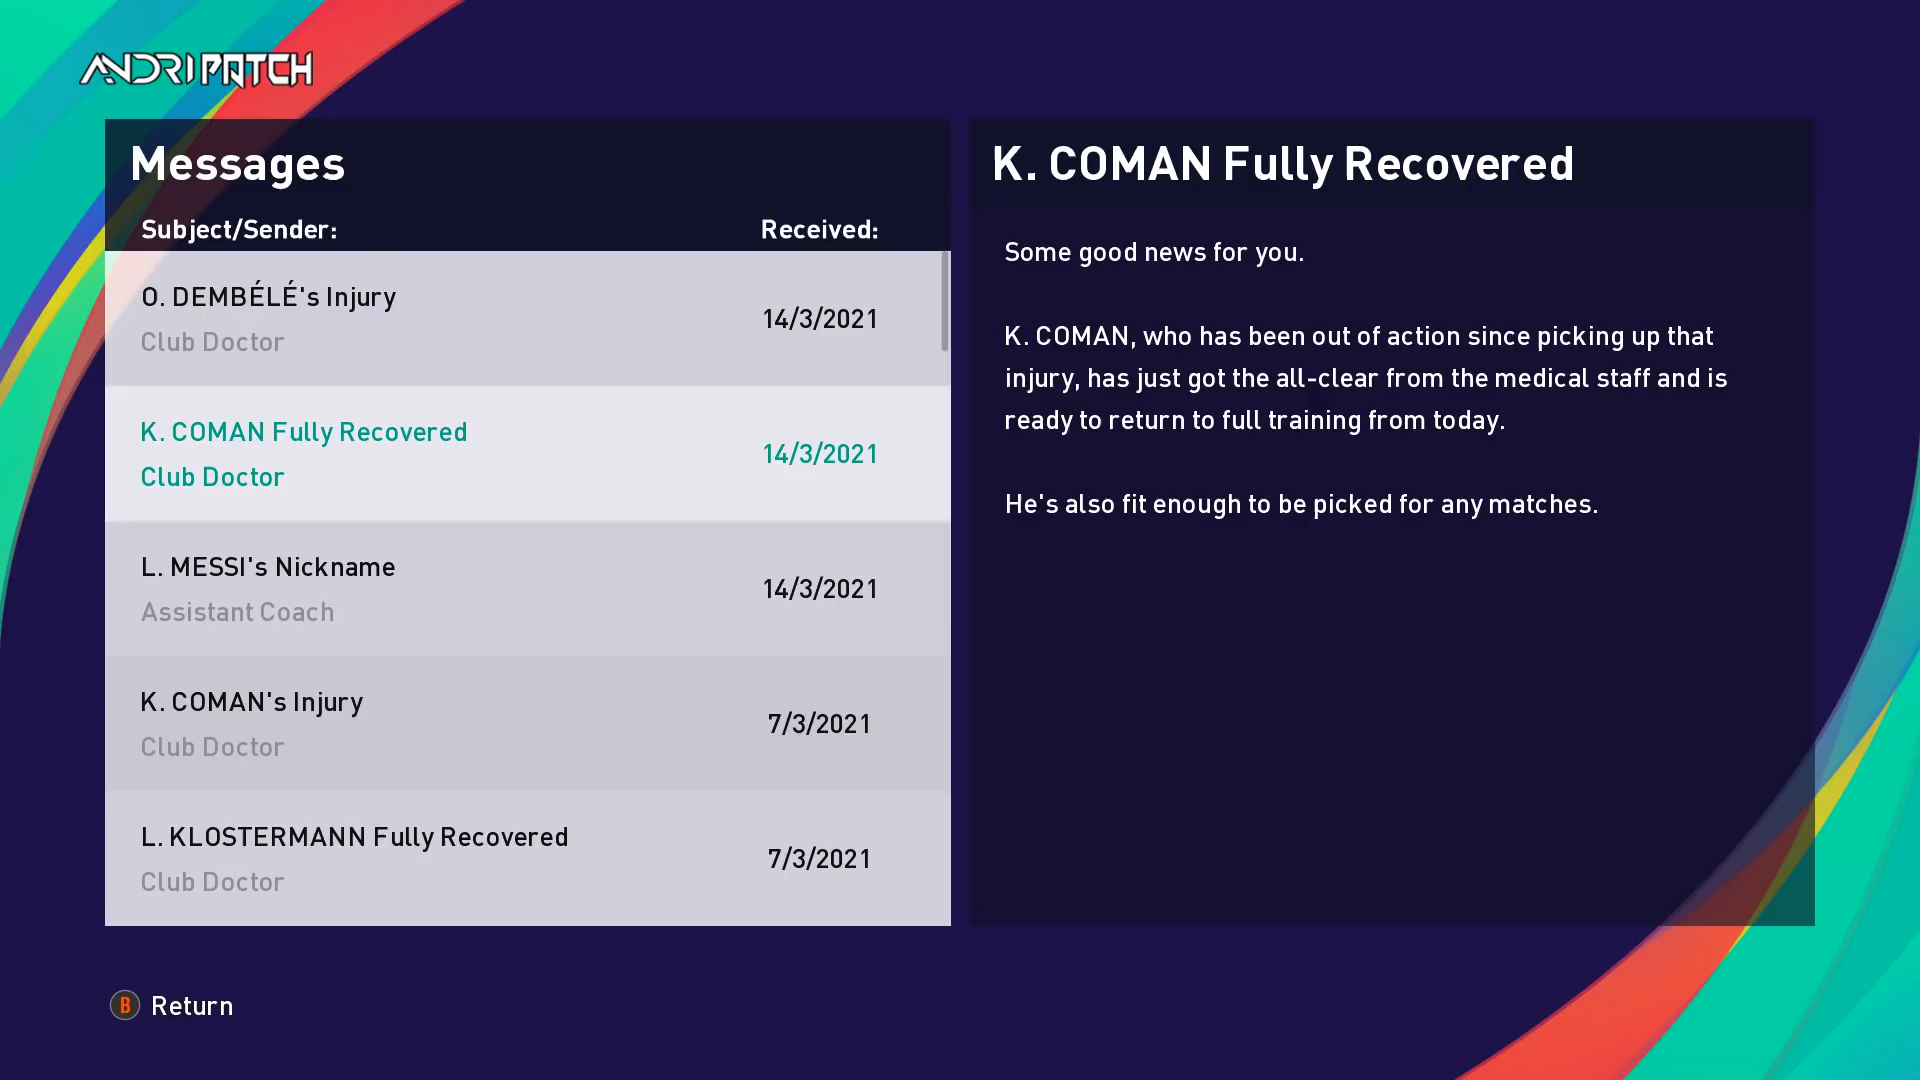 ANDRI PATCH
Messages
Subject/Sender:
Received:
O. DEMBÉLÉ's Injury
Club Doctor
14/3/2021
K. COMAN Fully Recovered
Club Doctor
14/3/2021
L. MESSI's Nickname
Assistant Coach
14/3/2021
K. COMAN's Injury
Club Doctor
7/3/2021
L. KLOSTERMANN Fully Recovered
Club Doctor
7/3/2021
K. COMAN Fully Recovered
Some good news for you.
K. COMAN, who has been out of action since picking up that
injury, has just got the all-clear from the medical staff and is
ready to return to full training from today.
He's also fit enough to be picked for any matches.
B Return